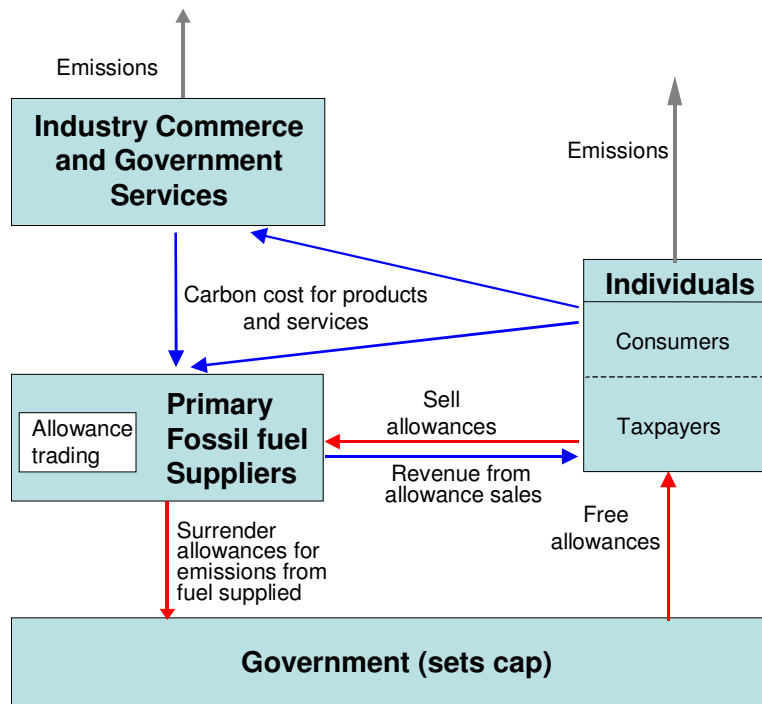 Emissions
Industry Commerce
and Government
Services
Emissions
Carbon cost for products
and services
Individuals
Consumers
Taxpayers
Primary
Fossil fuel
Suppliers
Allowance
trading
Sell
allowances
Revenue from
allowance sales
Surrender
allowances for
emissions from
fuel supplied
Free
allowances
Government (sets cap)